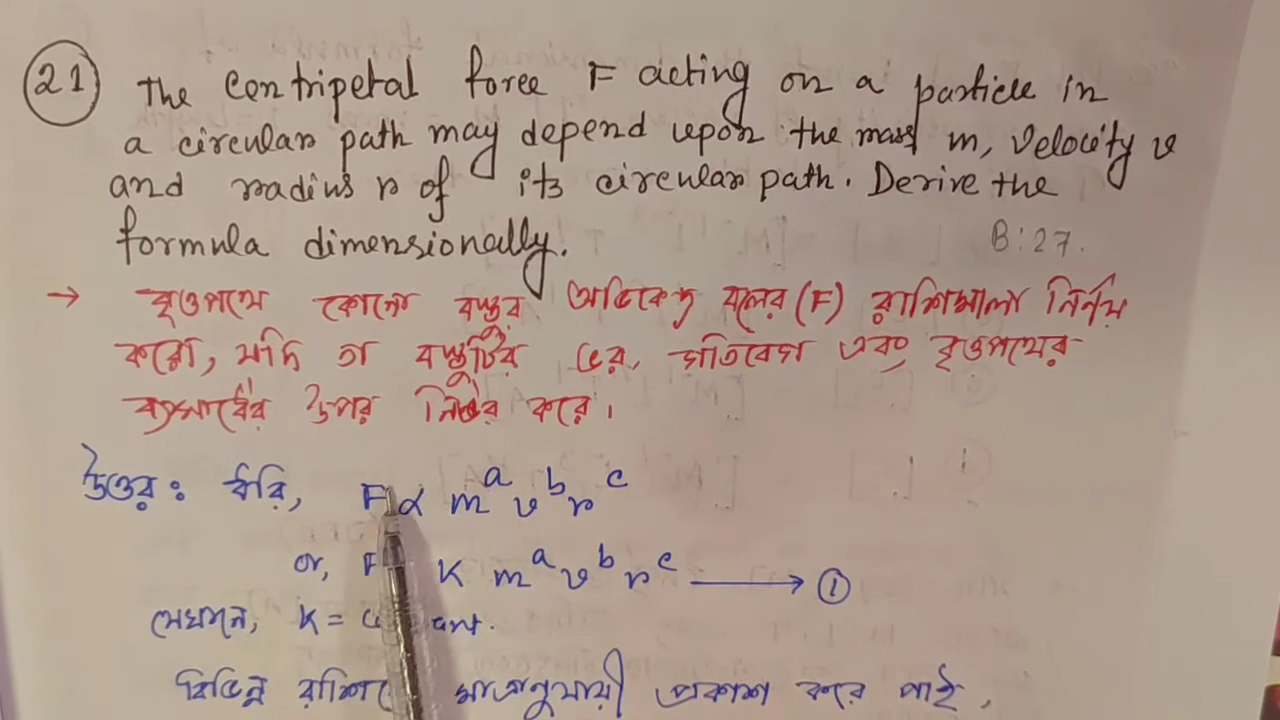 21 The centripetal force F acting on a particle in
a circular path may depend upon the mass m, velocity v
and radius r of its circular path. Derive the
formula dimensionally. B:27.
→ বৃত্তপথে কোনো বস্তুর অভিকেন্দ্র বলের (F) রাশিমালা নির্ণয়
করো, যদি তা বস্তুটির ভর, গতিবেগ এবং বৃত্তপথের
ব্যাসার্ধের উপর নির্ভর করে।
উত্তর: ধরি, F ∝ m^a v^b r^c
or, F K m^a v^b r^c ⟶ ①
যেখানে, K =
বিভিন্ন মাত্রানুযায়ী প্রকাশ করে পাই,